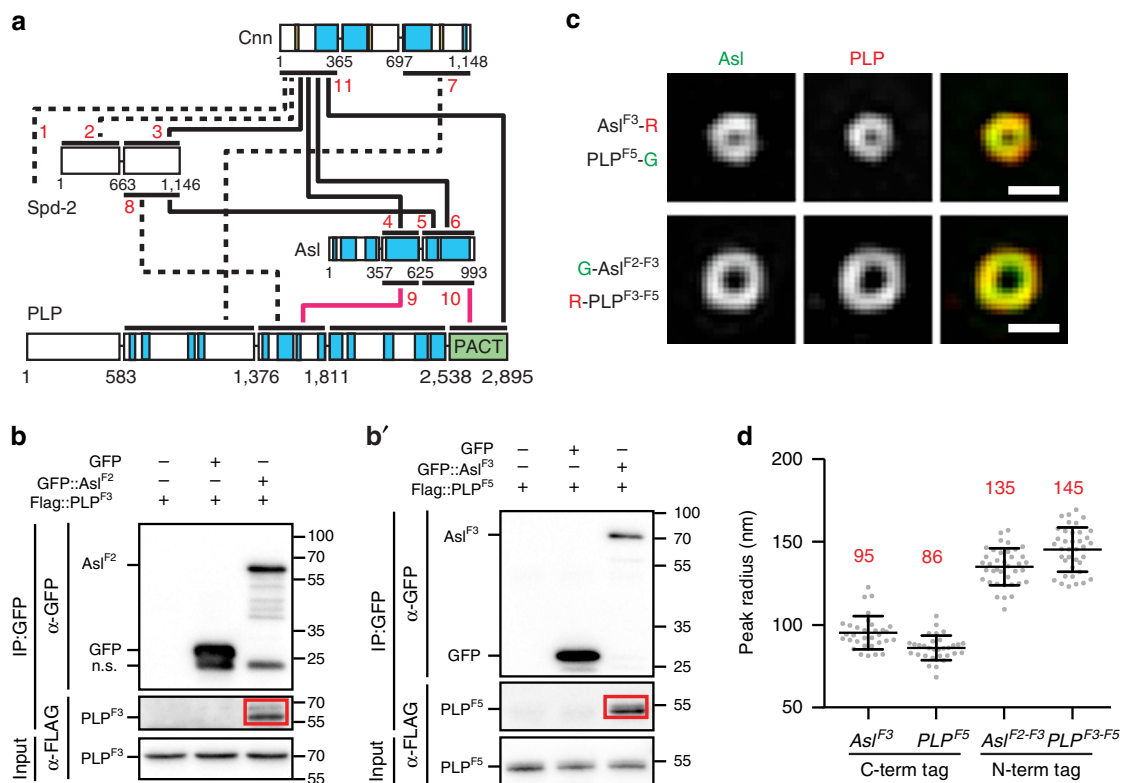 a
Cnn
1 365 697 1,148
11 7
1 2 3
1 663 1,146
Spd-2
8
4 5 6
Asl
1 357 625 993
9 10
PLP
PACT
1 583 1,376 1,811 2,538 2,895
b
GFP – + –
GFP::Asl^F2 – – +
Flag::PLP^F3 + + +
IP:GFP
α-GFP
Asl^F2
GFP
n.s.
100
70
55
35
25
α-FLAG
PLP^F3
70
55
Input
PLP^F3
70
55
b′
GFP – + –
GFP::Asl^F3 – – +
Flag::PLP^F5 + + +
IP:GFP
α-GFP
Asl^F3
GFP
100
70
55
35
25
α-FLAG
PLP^F5
55
Input
PLP^F5
55
c
Asl PLP
Asl^F3-R
PLP^F5-G
G-Asl^F2-F3
R-PLP^F3-F5
d
Peak radius (nm)
200
150
100
50
95 86 135 145
Asl^F3 PLP^F5 Asl^F2-F3 PLP^F3-F5
C-term tag N-term tag